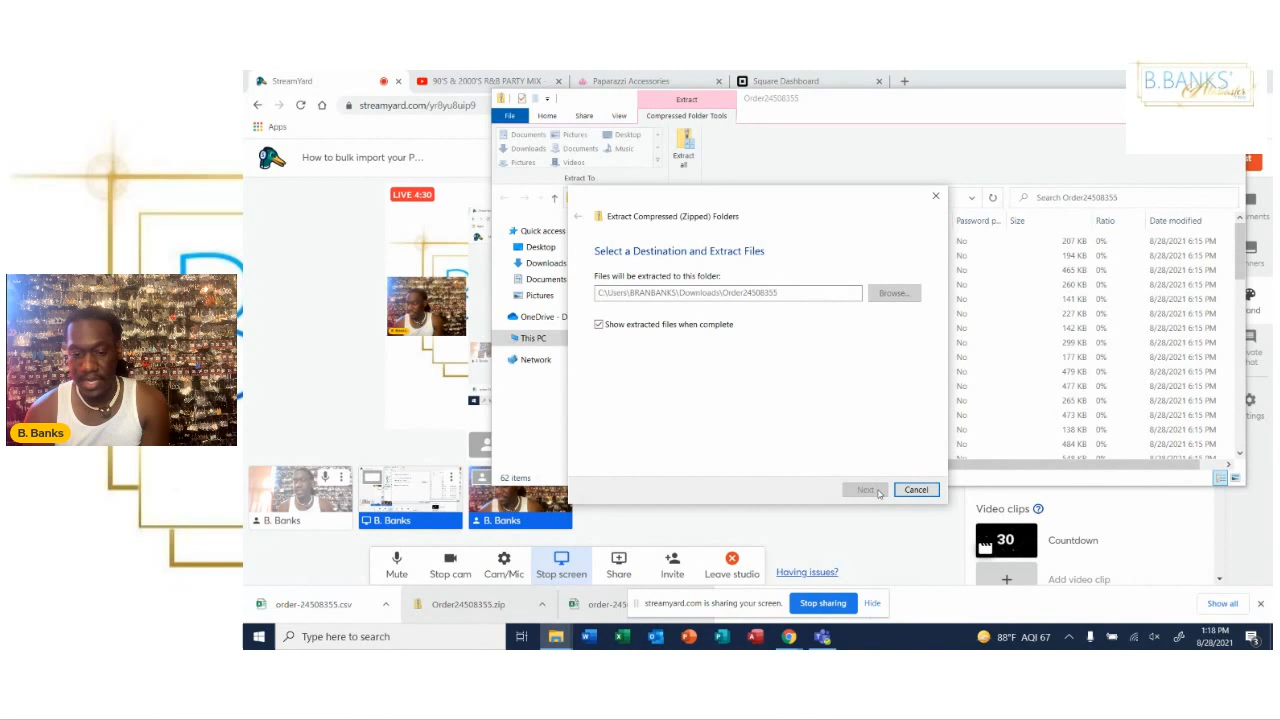 StreamYard
90'S & 2000'S R&B PARTY MIX -
Paparazzi Accessories
Square Dashboard
B.BANKS'
streamyard.com/yr8yu8uip9
Extract
Order24508355
File
Home
Share
View
Compressed Folder Tools
Apps
Documents
Pictures
Desktop
Downloads
Documents
Music
Pictures
Videos
Extract
all
Extract To
How to bulk import your P...
LIVE 4:30
Search Order24508355
Extract Compressed (Zipped) Folders
Password p...
Size
Ratio
Date modified
Quick access
Desktop
Downloads
Documents
Pictures
OneDrive - D
This PC
Network
62 items
Select a Destination and Extract Files
Files will be extracted to this folder:
C:\Users\BRANBANKS\Downloads\Order24508355
Browse...
Show extracted files when complete
Next
Cancel
No 207 KB 0% 8/28/2021 6:15 PM
No 194 KB 0% 8/28/2021 6:15 PM
No 465 KB 0% 8/28/2021 6:15 PM
No 260 KB 0% 8/28/2021 6:15 PM
No 141 KB 0% 8/28/2021 6:15 PM
No 227 KB 0% 8/28/2021 6:15 PM
No 142 KB 0% 8/28/2021 6:15 PM
No 299 KB 0% 8/28/2021 6:15 PM
No 177 KB 0% 8/28/2021 6:15 PM
No 479 KB 0% 8/28/2021 6:15 PM
No 477 KB 0% 8/28/2021 6:15 PM
No 265 KB 0% 8/28/2021 6:15 PM
No 473 KB 0% 8/28/2021 6:15 PM
No 138 KB 0% 8/28/2021 6:15 PM
No 484 KB 0% 8/28/2021 6:15 PM
No 548 KB 0% 8/28/2021 6:15 PM
B. Banks
B. Banks
B. Banks
B. Banks
Video clips
30
Countdown
Add video clip
Mute
Stop cam
Cam/Mic
Stop screen
Share
Invite
Leave studio
Having issues?
order-24508355.csv
Order24508355.zip
order-245
streamyard.com is sharing your screen.
Stop sharing
Hide
Show all
Type here to search
88°F AQI 67
1:18 PM
8/28/2021
3